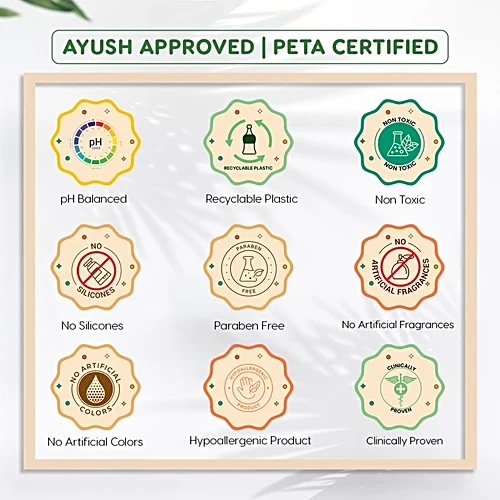 AYUSH APPROVED | PETA CERTIFIED
pH
RECYCLABLE PLASTIC
NON TOXIC
NON TOXIC
pH Balanced
Recyclable Plastic
Non Toxic
NO
SILICONES
PARABEN
FREE
NO
ARTIFICIAL FRAGRANCES
No Silicones
Paraben Free
No Artificial Fragrances
NO ARTIFICIAL
COLORS
HYPOALLERGENIC
PRODUCT
CLINICALLY
PROVEN
No Artificial Colors
Hypoallergenic Product
Clinically Proven